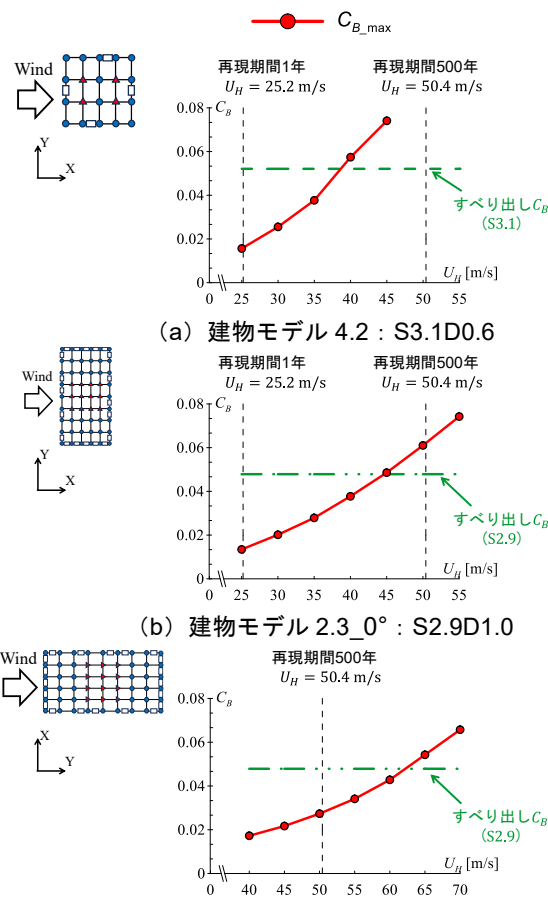 C_{B_max}
再現期間1年
U_H = 25.2 m/s
再現期間500年
U_H = 50.4 m/s
Wind
Y
X
C_B
0.08
0.06
0.04
0.02
0
すべり出しC_B
(S3.1)
U_H [m/s]
0 25 30 35 40 45 50 55
(a) 建物モデル 4.2：S3.1D0.6
再現期間1年
U_H = 25.2 m/s
再現期間500年
U_H = 50.4 m/s
Wind
Y
X
C_B
0.08
0.06
0.04
0.02
0
すべり出しC_B
(S2.9)
U_H [m/s]
0 25 30 35 40 45 50 55
(b) 建物モデル 2.3_0°：S2.9D1.0
再現期間500年
U_H = 50.4 m/s
Wind
X
Y
C_B
0.08
0.06
0.04
0.02
0
すべり出しC_B
(S2.9)
U_H [m/s]
0 40 45 50 55 60 65 70